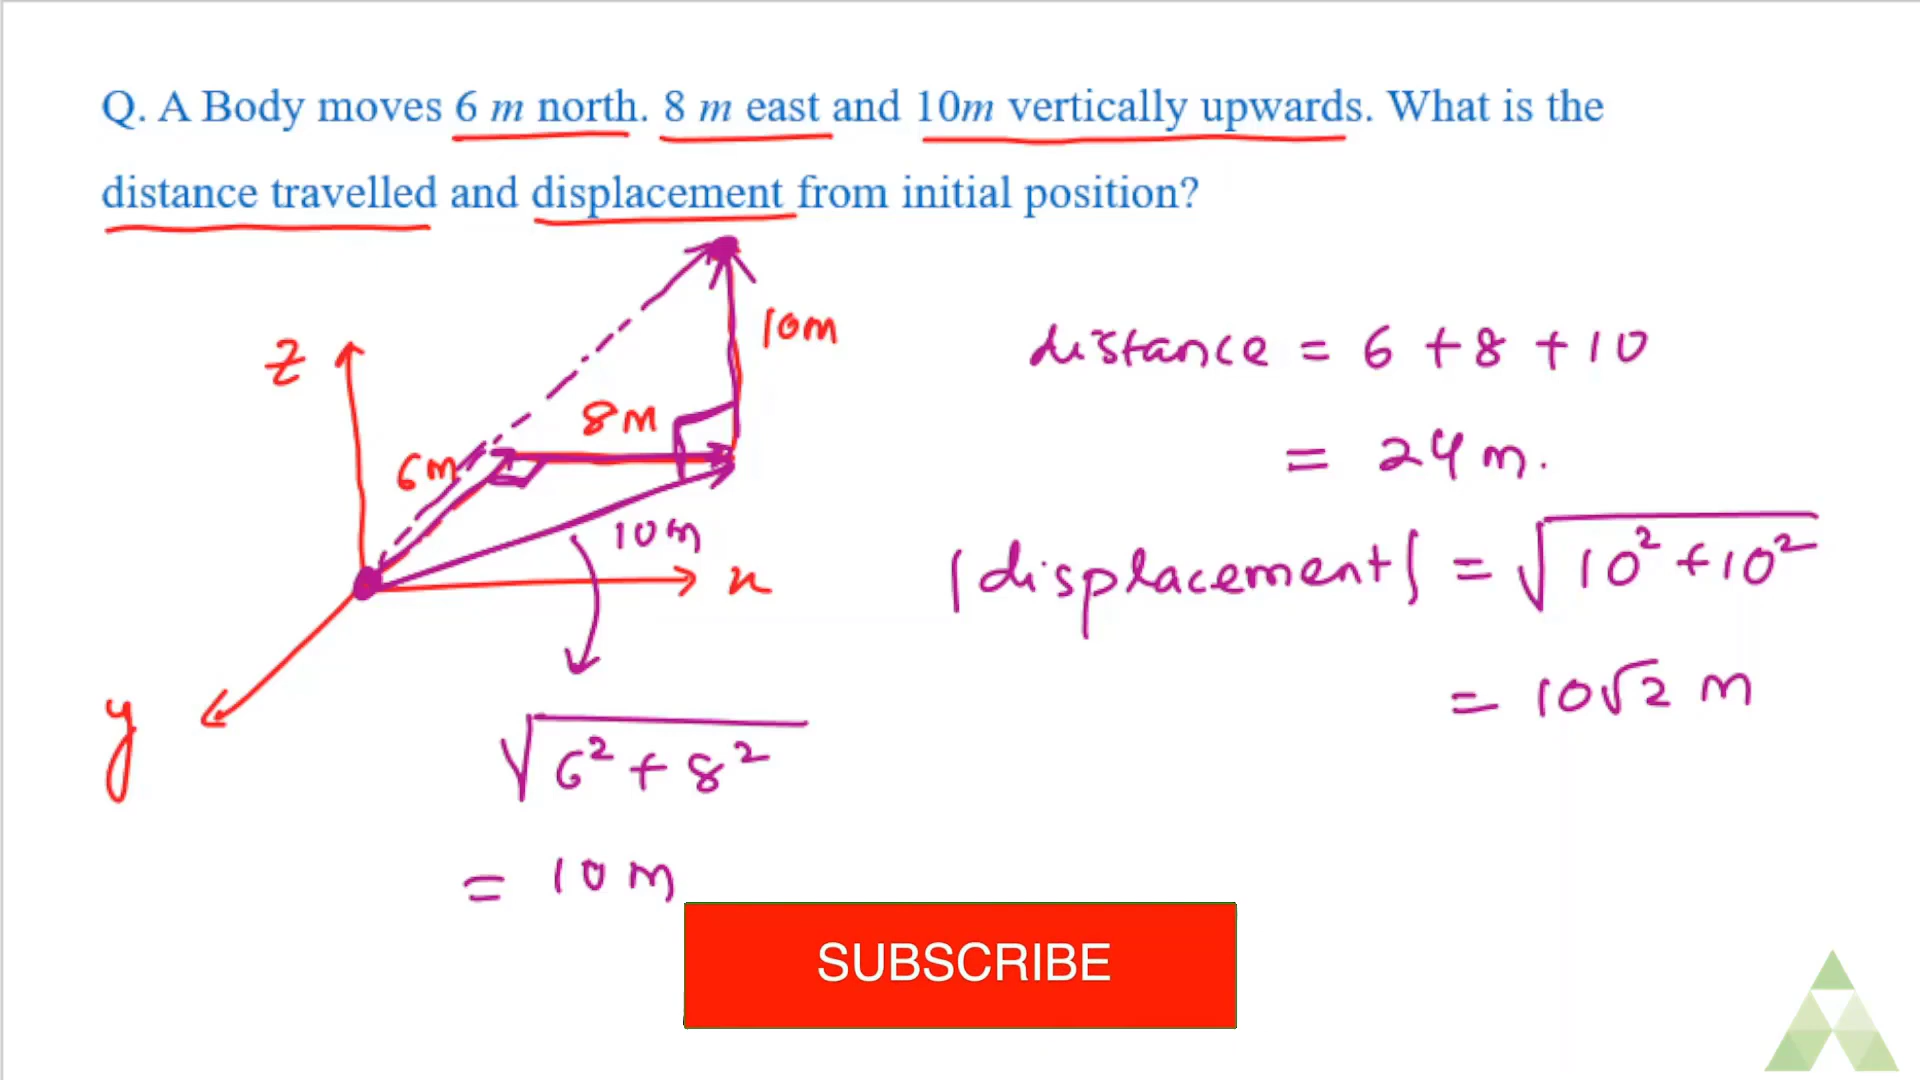 Q. A Body moves 6 m north. 8 m east and 10m vertically upwards. What is the
distance travelled and displacement from initial position?
z
10m
8m
6m
10m
x
y
√6² + 8²
= 10 m
distance = 6 + 8 + 10
= 24 m.
|displacement| = √10² + 10²
= 10√2 m
SUBSCRIBE